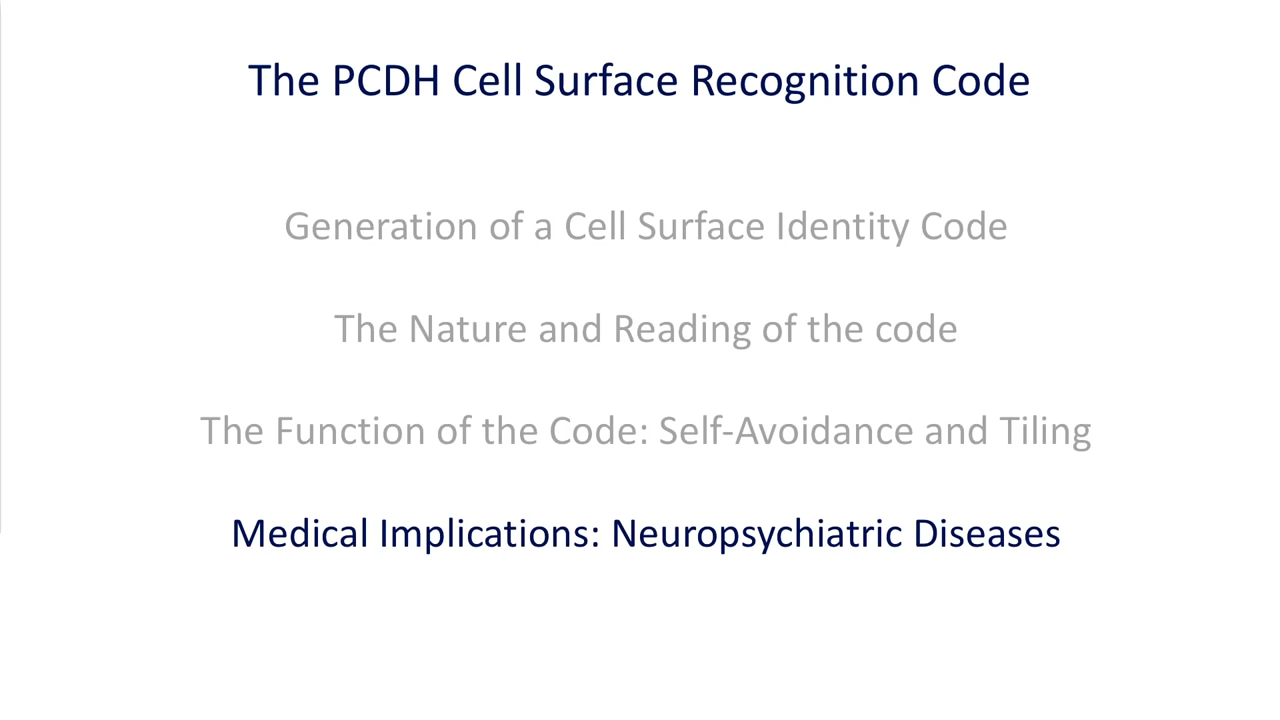 The PCDH Cell Surface Recognition Code
Generation of a Cell Surface Identity Code
The Nature and Reading of the code
The Function of the Code: Self-Avoidance and Tiling
Medical Implications: Neuropsychiatric Diseases